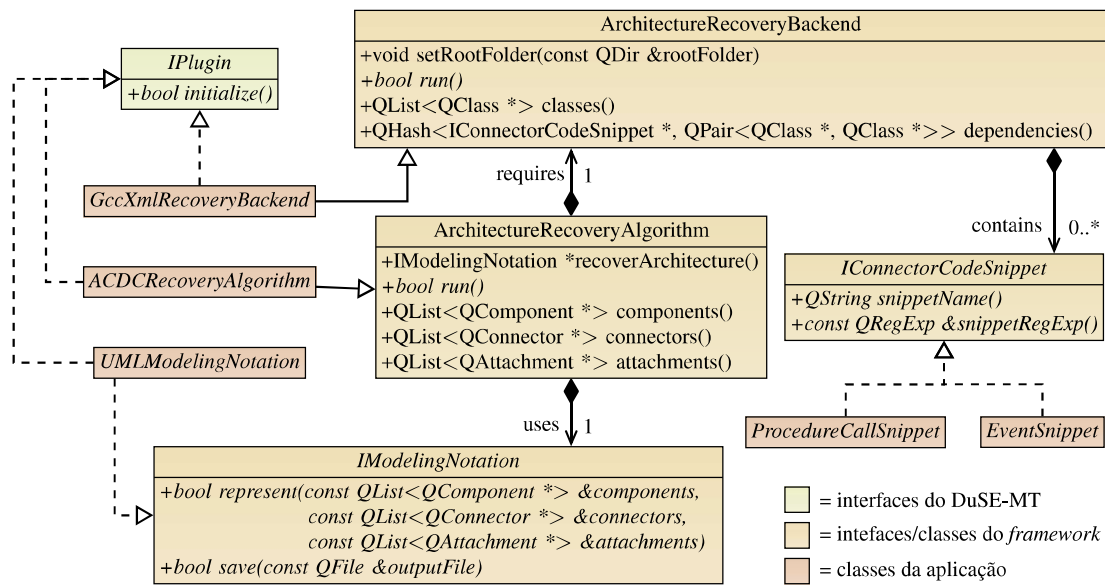 ArchitectureRecoveryBackend
+void setRootFolder(const QDir &rootFolder)
+bool run()
+QList<QClass *> classes()
+QHash<IConnectorCodeSnippet *, QPair<QClass *, QClass *>> dependencies()
IPlugin
+bool initialize()
GccXmlRecoveryBackend
requires
1
contains
0..*
ArchitectureRecoveryAlgorithm
+IModelingNotation *recoverArchitecture()
+bool run()
+QList<QComponent *> components()
+QList<QConnector *> connectors()
+QList<QAttachment *> attachments()
ACDCRecoveryAlgorithm
IConnectorCodeSnippet
+QString snippetName()
+const QRegExp &snippetRegExp()
UMLModelingNotation
uses
1
ProcedureCallSnippet
EventSnippet
IModelingNotation
+bool represent(const QList<QComponent *> &components,
const QList<QConnector *> &connectors,
const QList<QAttachment *> &attachments)
+bool save(const QFile &outputFile)
= interfaces do DuSE-MT
= intefaces/classes do framework
= classes da aplicação